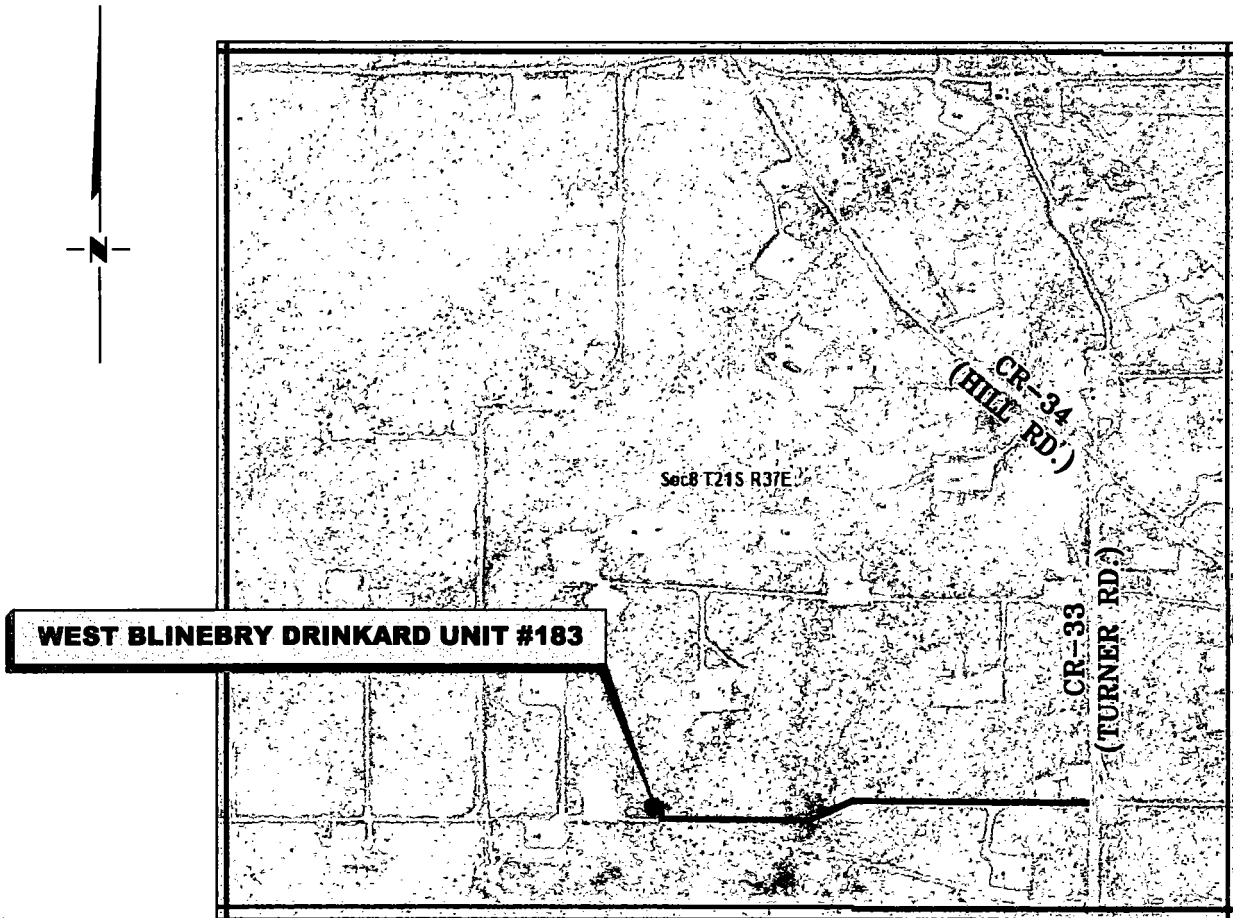 N
CR-34
(HILL RD.)
Sec8 T21S R37E
WEST BLINEBRY DRINKARD UNIT #183
CR-33
(TURNER RD.)